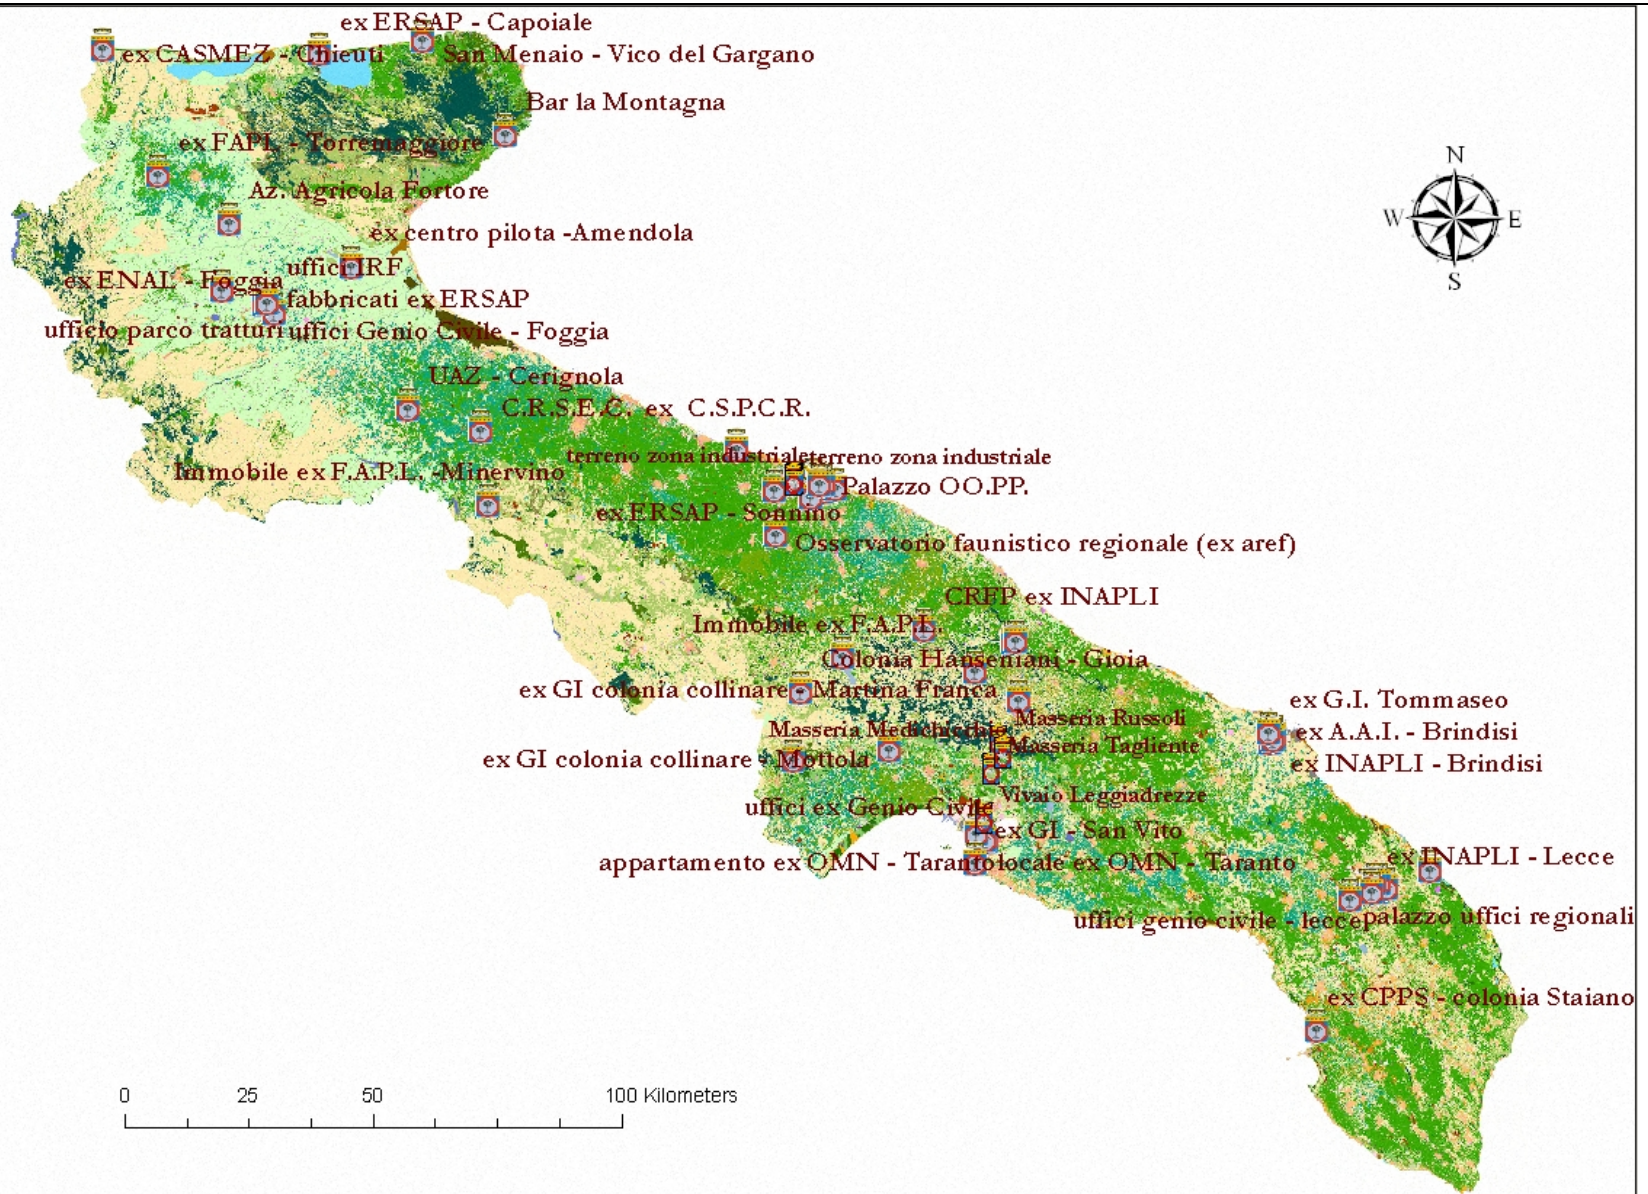 ex ERSAP - Capoiale
ex CASMEZ - Chieuti
San Menaio - Vico del Gargano
Bar la Montagna
ex FAPL - Torremaggiore
Az. Agricola Fortore
ex centro pilota -Amendola
uffici IRF
ex ENAL - Foggia
fabbricati ex ERSAP
ufficio parco tratturi
uffici Genio Civile - Foggia
UAZ - Cerignola
C.R.S.E.C. ex C.S.P.C.R.
terreno zona industriale
terreno zona industriale
Immobile ex F.A.P.L. -Minervino
Palazzo OO.PP.
ex ERSAP - Sonnino
Osservatorio faunistico regionale (ex aref)
CRFP ex INAPLI
Immobile ex F.A.P.L.
Colonia Hanseniani - Gioia
ex GI colonia collinare - Martina Franca
ex G.I. Tommaseo
Masseria Russoli
Masseria Medichicchio
ex A.A.I. - Brindisi
Masseria Tagliente
ex GI colonia collinare - Mottola
ex INAPLI - Brindisi
Vivaio Leggiadrezze
uffici ex Genio Civile
ex GI - San Vito
appartamento ex OMN - Taranto
locale ex OMN - Taranto
ex INAPLI - Lecce
uffici genio civile - lecce
palazzo uffici regionali
ex CPPS - colonia Staiano
N
W E
S
0 25 50 100 Kilometers